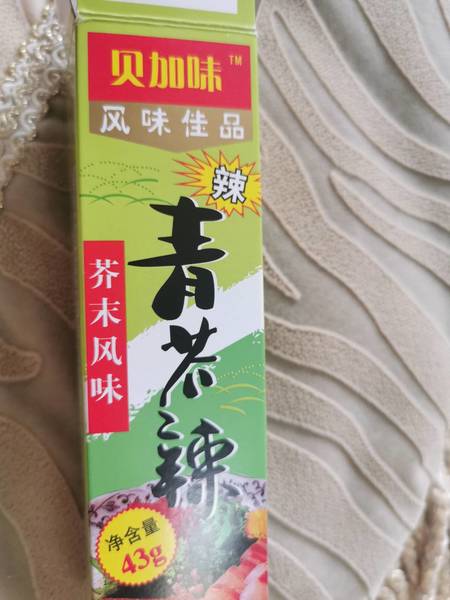 贝加味™
风味佳品
辣
青芥辣
芥末风味
净含量
43g